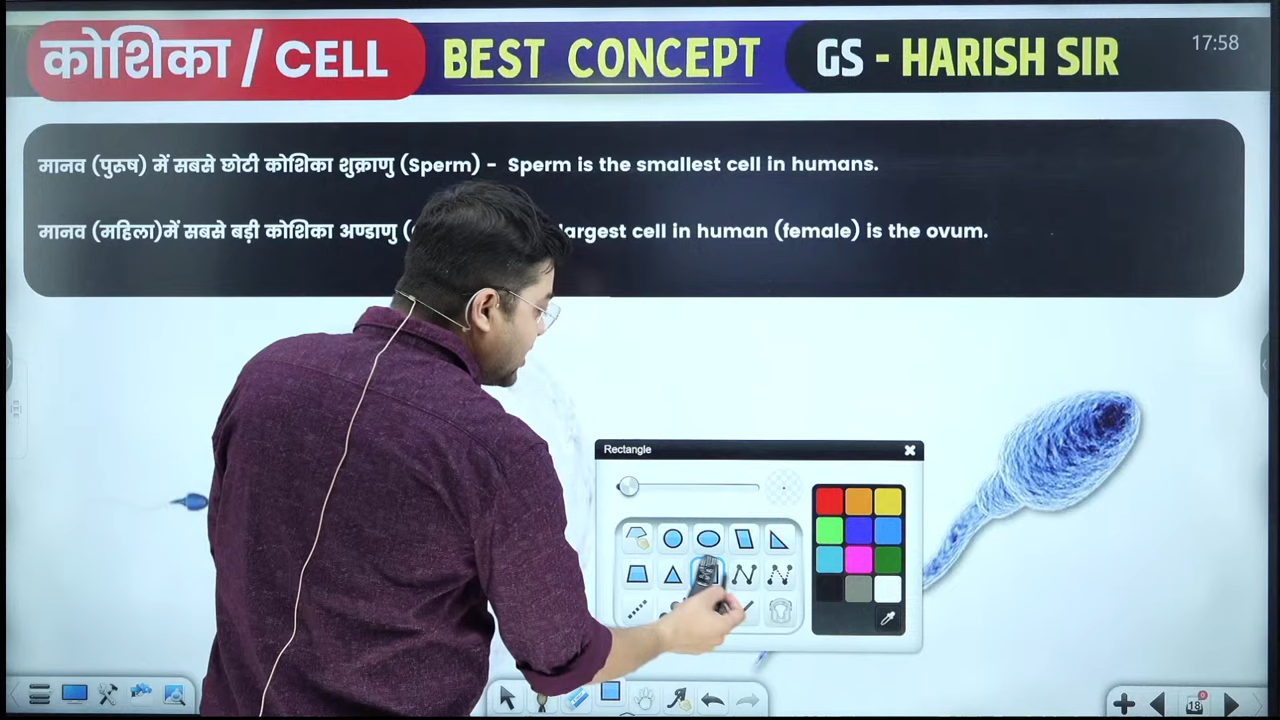 कोशिका / CELL BEST CONCEPT GS - HARISH SIR 17:58
मानव (पुरूष) में सबसे छोटी कोशिका शुक्राणु (Sperm) - Sperm is the smallest cell in humans.
मानव (महिला)में सबसे बड़ी कोशिका अण्डाणु ( largest cell in human (female) is the ovum.
Rectangle
18